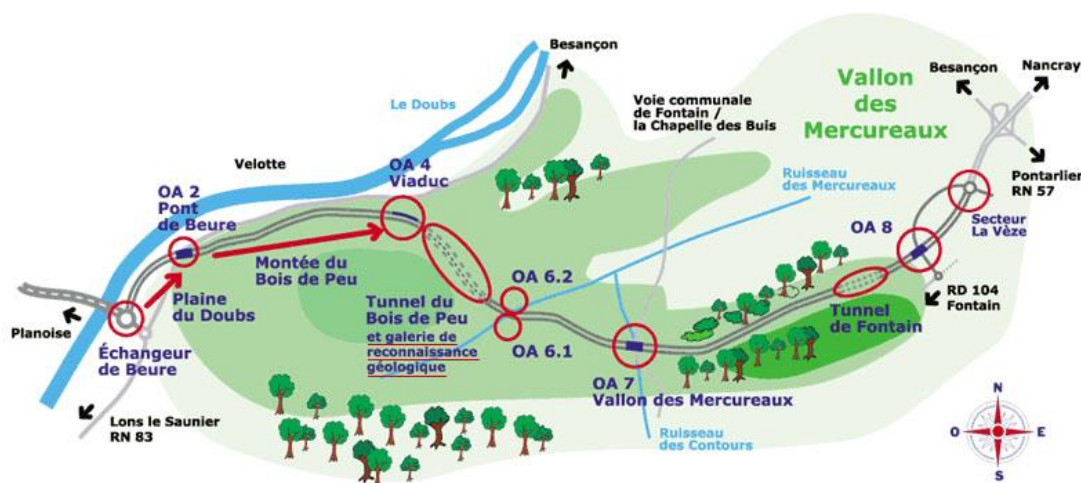 Besançon
Le Doubs
Voie communale
de Fontain /
la Chapelle des Buis
Besançon
Nancray
Vallon
des
Mercureaux
Velotte
OA 4
Viaduc
Ruisseau
des Mercureaux
Pontarlier
RN 57
OA 2
Pont
de Beure
Secteur
La Vèze
OA 8
Montée du
Bois de Peu
OA 6.2
Plaine
du Doubs
Planoise
Tunnel du
Bois de Peu
et galerie de
reconnaissance
géologique
RD 104
Fontain
Tunnel
de Fontain
Échangeur
de Beure
OA 6.1
OA 7
Vallon des Mercureaux
Lons le Saunier
RN 83
Ruisseau
des Contours
N
O
E
S